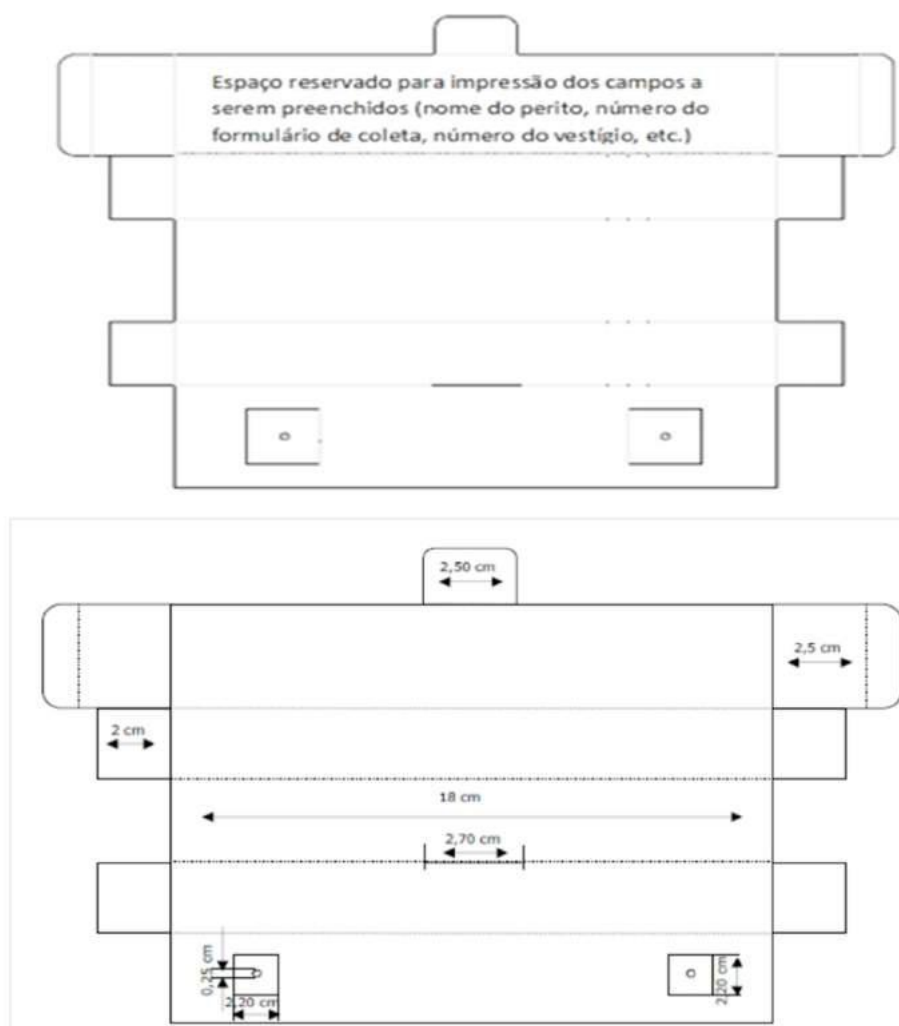 Espaço reservado para impressão dos campos a
serem preenchidos (nome do perito, número do
formulário de coleta, número do vestígio, etc.)
2,50 cm
2,5 cm
2 cm
18 cm
2,70 cm
0,25 cm
2,20 cm
2,20 cm